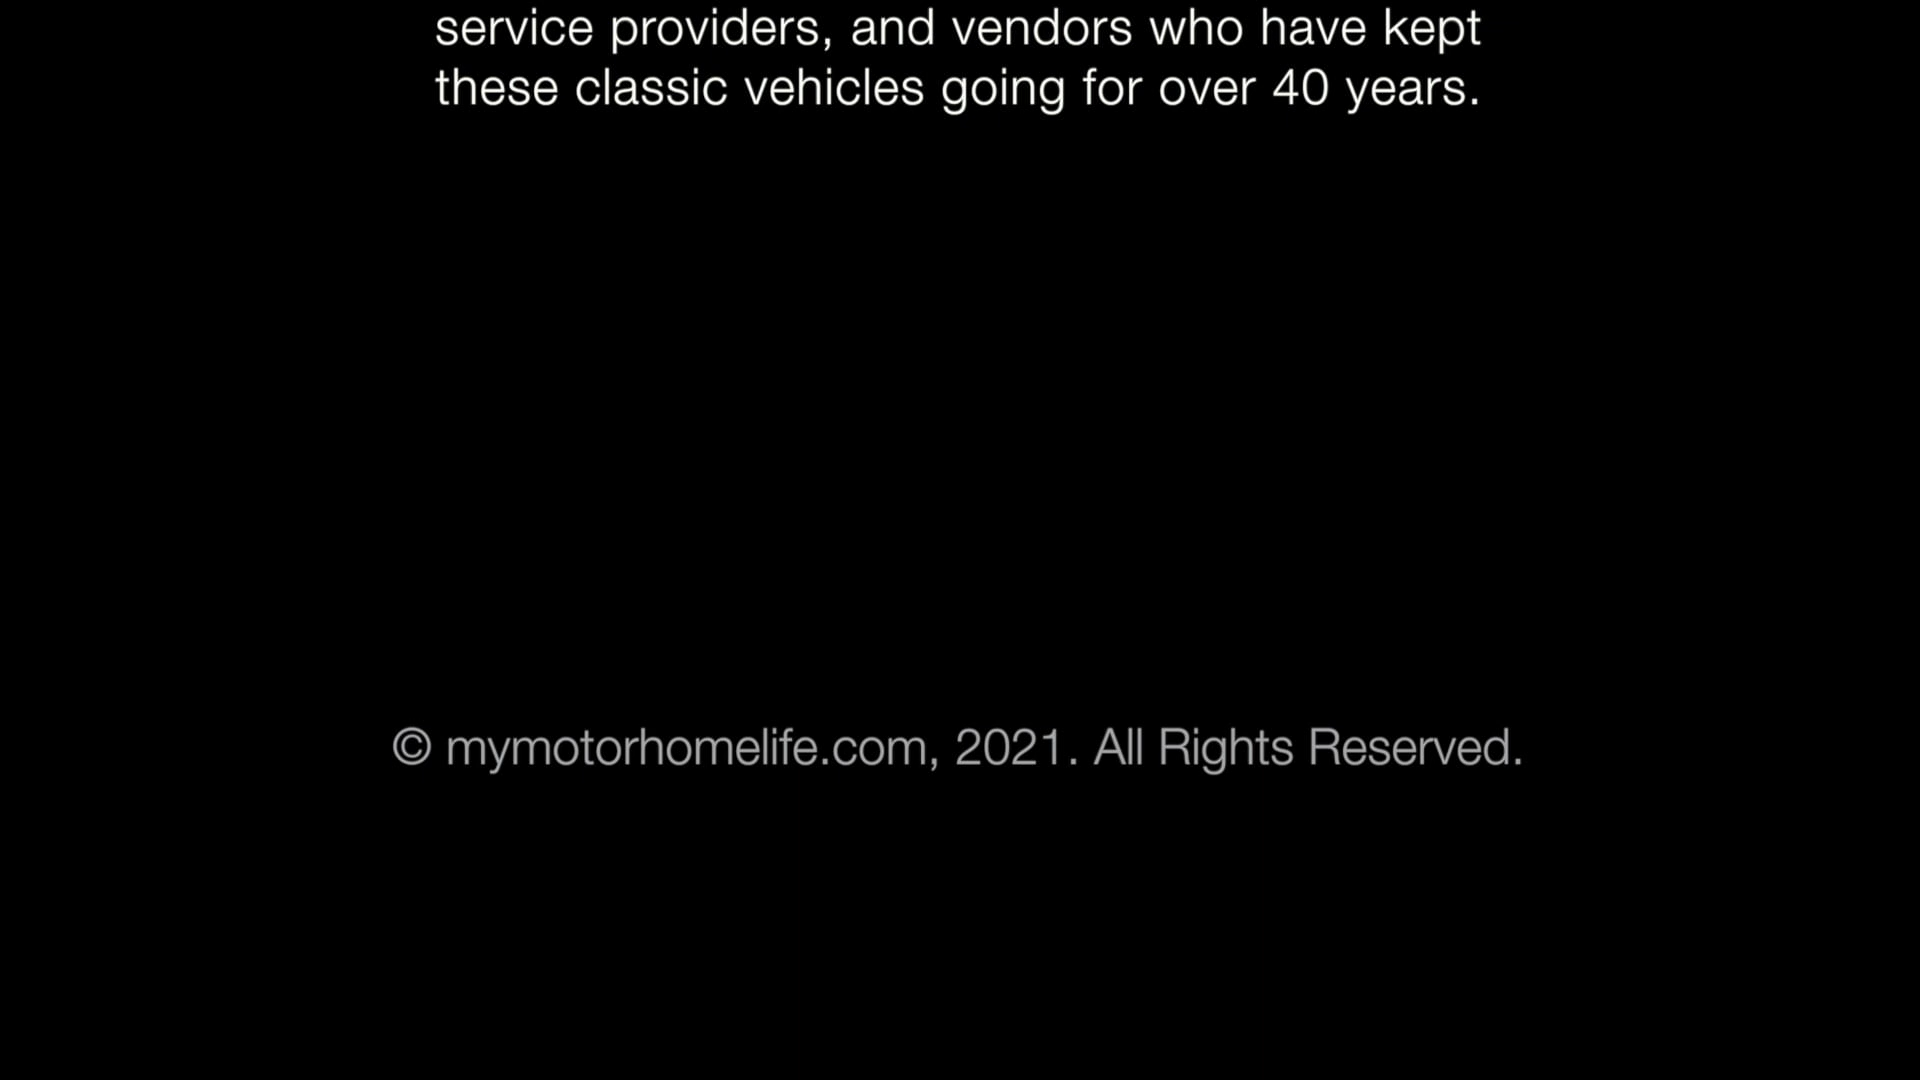 service providers, and vendors who have kept
these classic vehicles going for over 40 years.
© mymotorhomelife.com, 2021. All Rights Reserved.